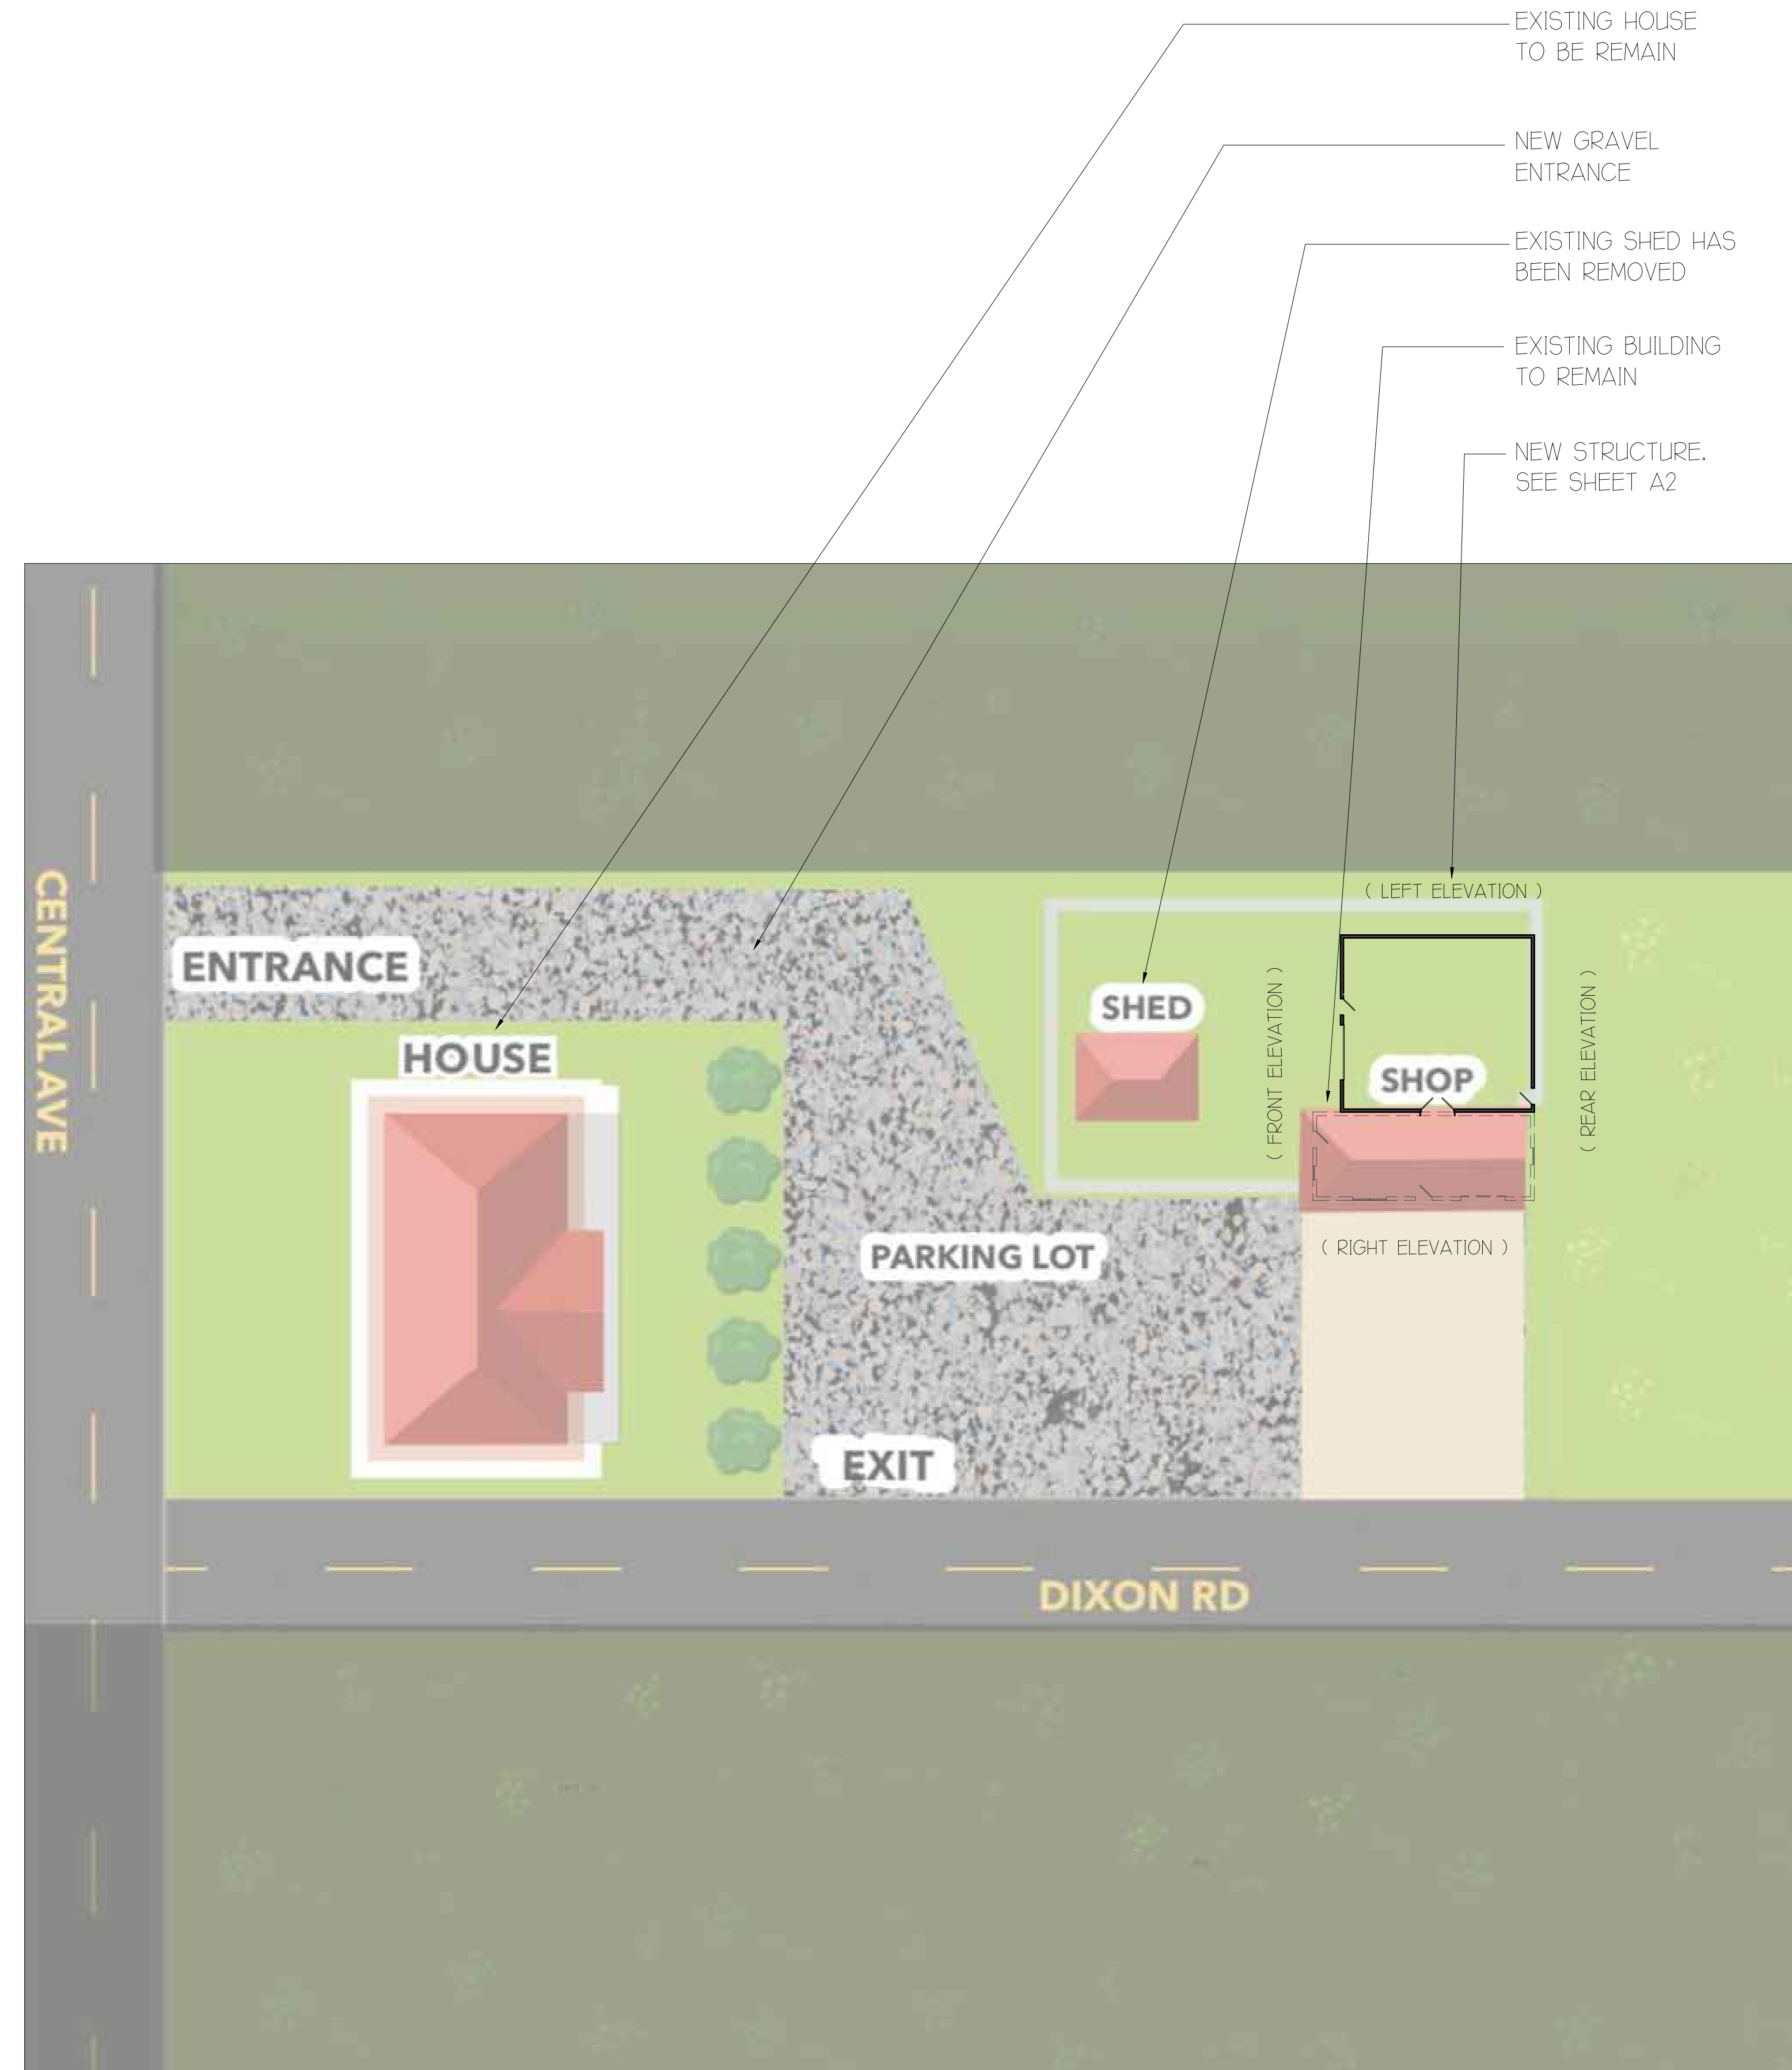 EXISTING HOUSE
TO BE REMAIN
NEW GRAVEL
ENTRANCE
EXISTING SHED HAS
BEEN REMOVED
EXISTING BUILDING
TO REMAIN
NEW STRUCTURE.
SEE SHEET A2
CENTRAL AVE
ENTRANCE
HOUSE
SHED
( LEFT ELEVATION )
( FRONT ELEVATION )
SHOP
( REAR ELEVATION )
( RIGHT ELEVATION )
PARKING LOT
EXIT
DIXON RD